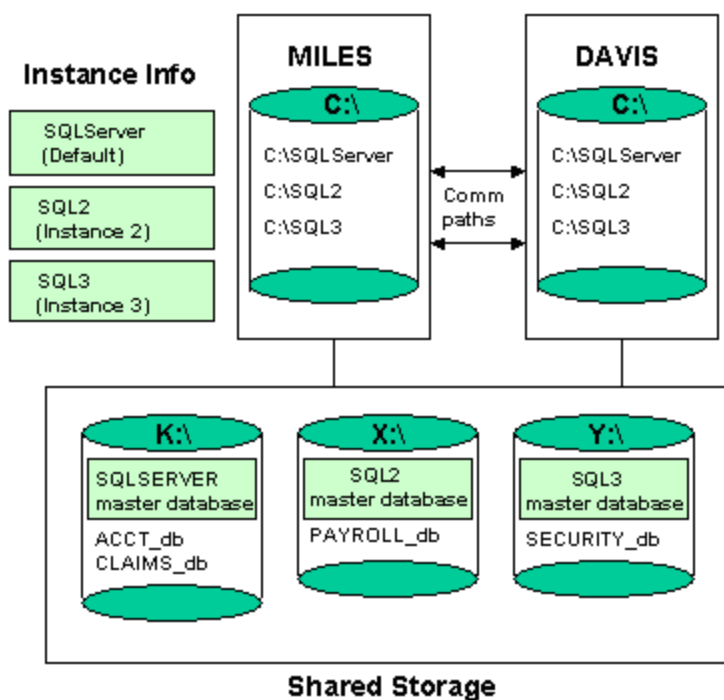 Instance Info
SQLServer
(Default)
SQL2
(Instance 2)
SQL3
(Instance 3)
MILES
C:\
C:\SQLServer
C:\SQL2
C:\SQL3
Comm
paths
DAVIS
C:\
C:\SQLServer
C:\SQL2
C:\SQL3
K:\
SQLSERVER
master database
ACCT_db
CLAIMS_db
X:\
SQL2
master database
PAYROLL_db
Y:\
SQL3
master database
SECURITY_db
Shared Storage